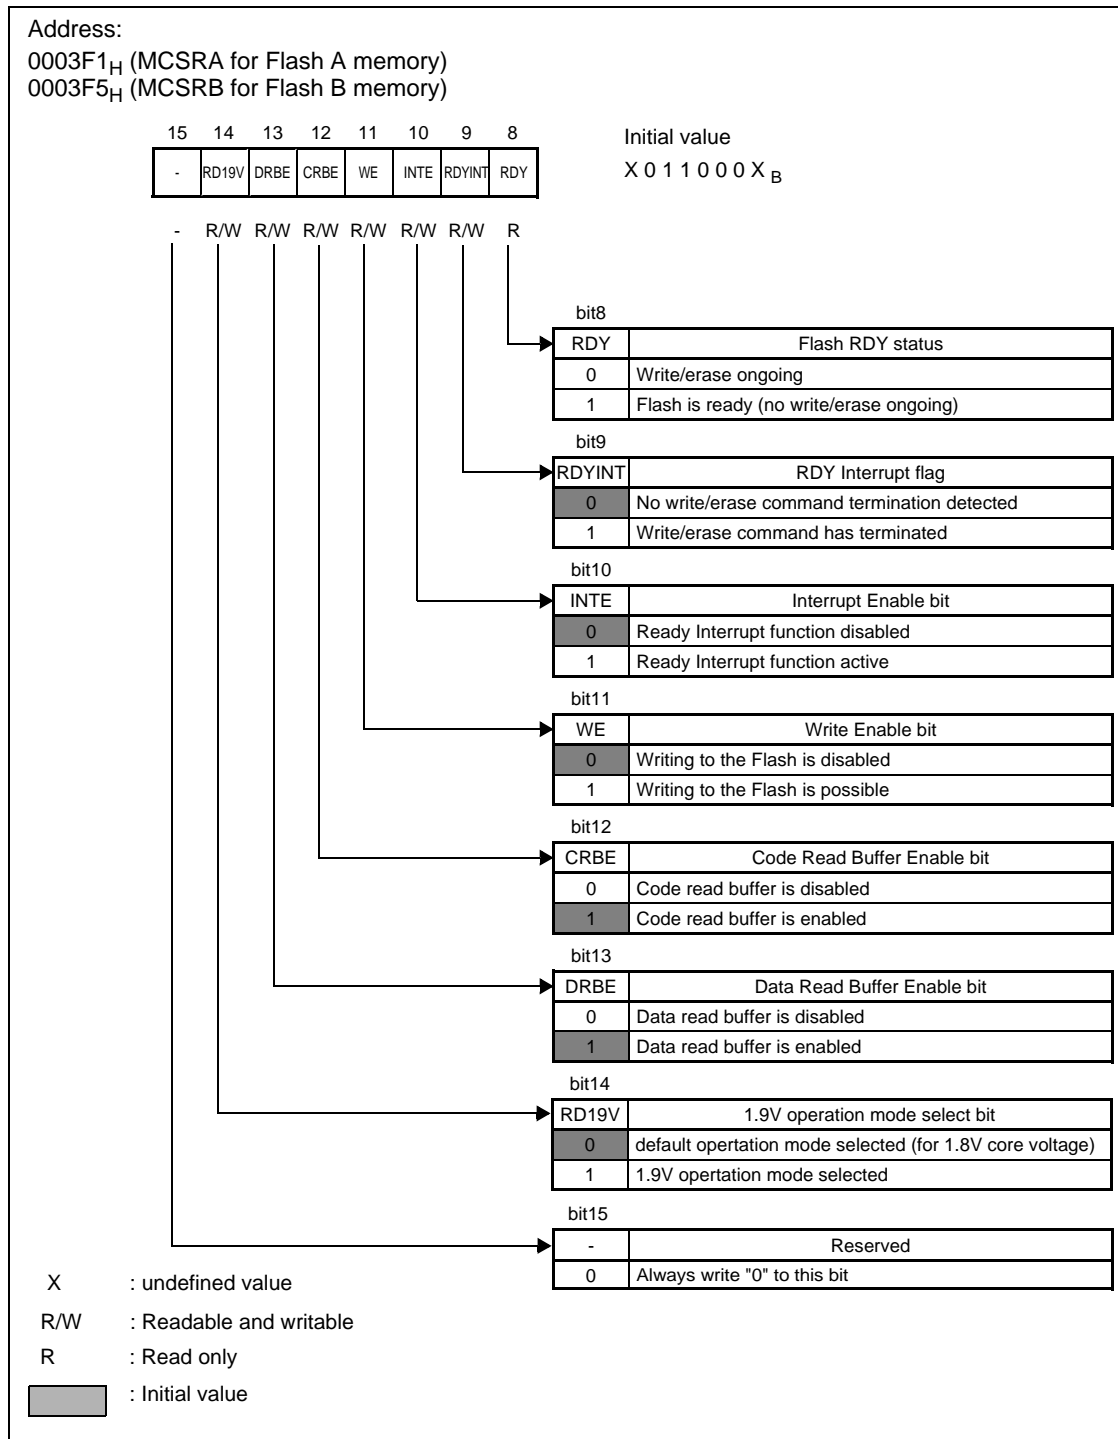 Address:
0003F1H (MCSRA for Flash A memory)
0003F5H (MCSRB for Flash B memory)
15 14 13 12 11 10 9 8
Initial value
- RD19V DRBE CRBE WE INTE RDYINT RDY
X 0 1 1 0 0 0 X B
- R/W R/W R/W R/W R/W R/W R
bit8
RDY Flash RDY status
0 Write/erase ongoing
1 Flash is ready (no write/erase ongoing)
bit9
RDYINT RDY Interrupt flag
0 No write/erase command termination detected
1 Write/erase command has terminated
bit10
INTE Interrupt Enable bit
0 Ready Interrupt function disabled
1 Ready Interrupt function active
bit11
WE Write Enable bit
0 Writing to the Flash is disabled
1 Writing to the Flash is possible
bit12
CRBE Code Read Buffer Enable bit
0 Code read buffer is disabled
1 Code read buffer is enabled
bit13
DRBE Data Read Buffer Enable bit
0 Data read buffer is disabled
1 Data read buffer is enabled
bit14
RD19V 1.9V operation mode select bit
0 default opertation mode selected (for 1.8V core voltage)
1 1.9V opertation mode selected
bit15
- Reserved
0 Always write "0" to this bit
X : undefined value
R/W : Readable and writable
R : Read only
: Initial value